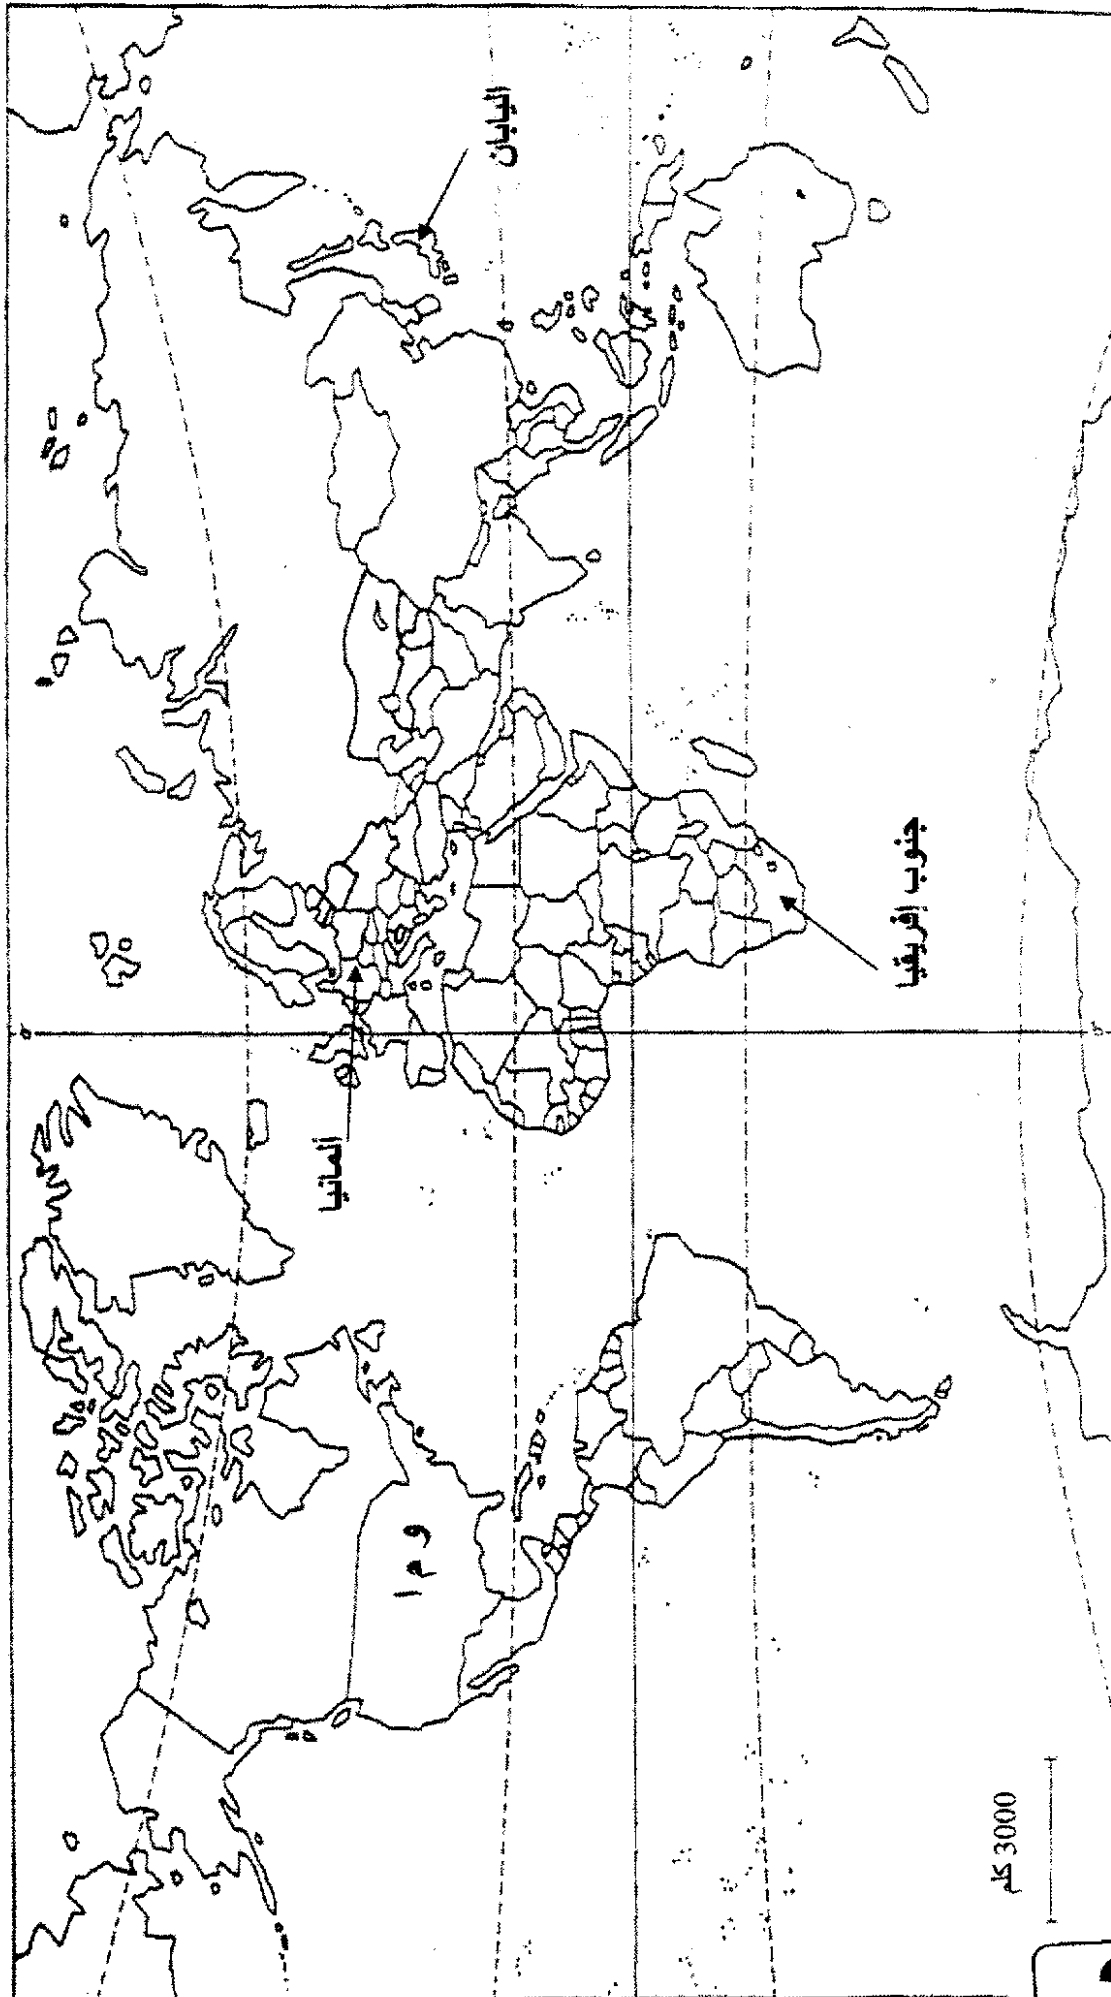 اليابان
ألمانيا
و م ا
جنوب إفريقيا
3000 كلم